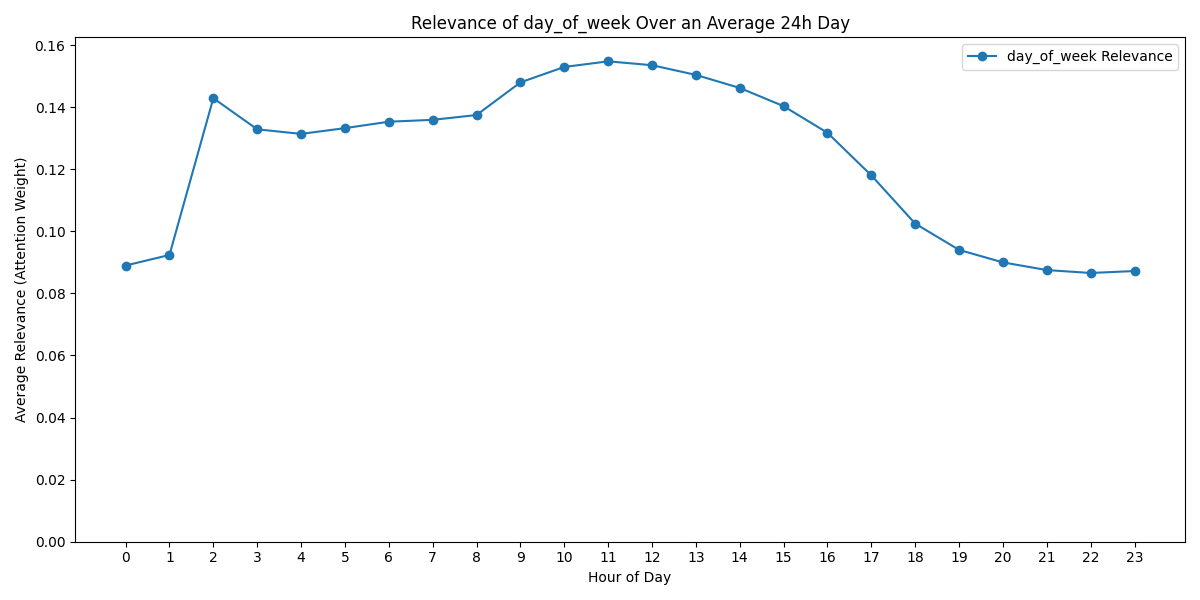 Relevance of day_of_week Over an Average 24h Day
day_of_week Relevance
Average Relevance (Attention Weight)
0.16
0.14
0.12
0.10
0.08
0.06
0.04
0.02
0.00
0 1 2 3 4 5 6 7 8 9 10 11 12 13 14 15 16 17 18 19 20 21 22 23
Hour of Day